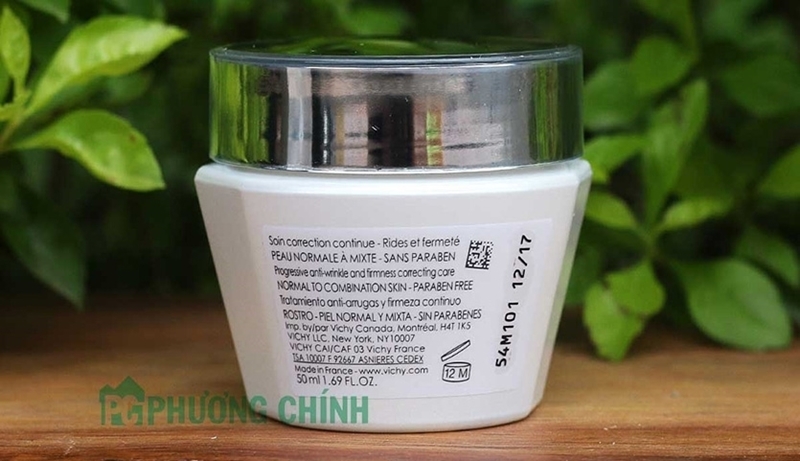 Soin correction continue - Rides et fermeté
PEAU NORMALE À MIXTE - SANS PARABEN
Progressive anti-wrinkle and firmness correcting care
NORMAL TO COMBINATION SKIN - PARABEN FREE
Tratamiento anti-arrugas y firmeza continuo
ROSTRO - PIEL NORMAL Y MIXTA - SIN PARABENES
Imp. by/par Vichy Canada, Montréal, H4T 1K5
VICHY LLC, New York, NY10007
VICHY CAI/CAF 03 Vichy France
TSA 10007 F 92667 ASNIERES CEDEX
Made in France - www.vichy.com
50 ml 1.69 FL.OZ.
12 M
54M101 12/17
PG PHƯƠNG CHÍNH